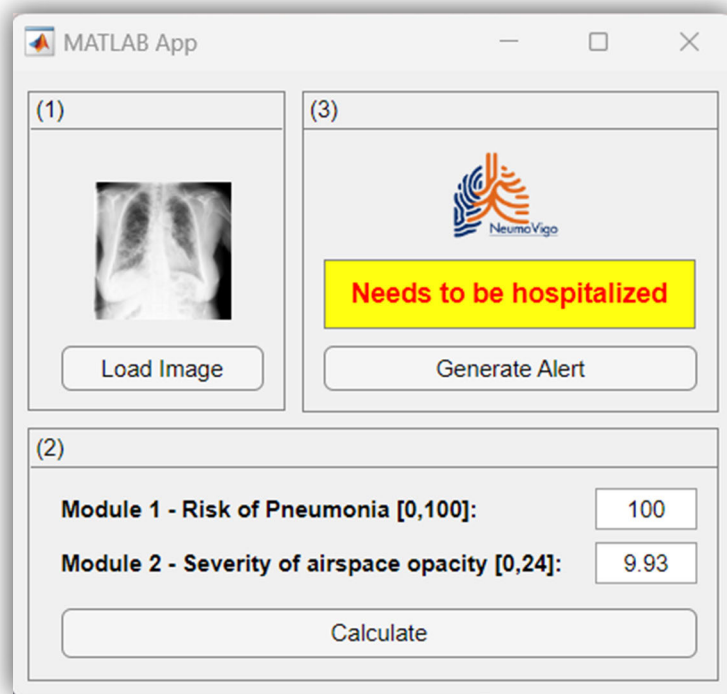 MATLAB App
(1)
Load Image
(3)
NeumoVigo
Needs to be hospitalized
Generate Alert
(2)
Module 1 - Risk of Pneumonia [0,100]: 100
Module 2 - Severity of airspace opacity [0,24]: 9.93
Calculate